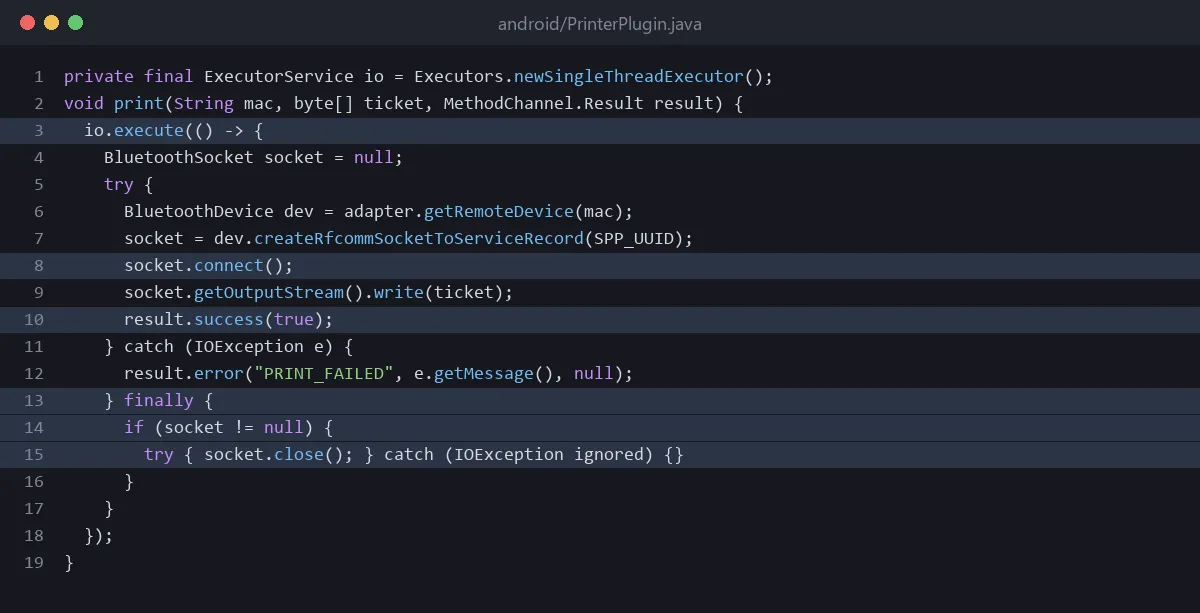 android/PrinterPlugin.java
1 private final ExecutorService io = Executors.newSingleThreadExecutor();
2 void print(String mac, byte[] ticket, MethodChannel.Result result) {
3   io.execute(() -> {
4     BluetoothSocket socket = null;
5     try {
6       BluetoothDevice dev = adapter.getRemoteDevice(mac);
7       socket = dev.createRfcommSocketToServiceRecord(SPP_UUID);
8       socket.connect();
9       socket.getOutputStream().write(ticket);
10       result.success(true);
11     } catch (IOException e) {
12       result.error("PRINT_FAILED", e.getMessage(), null);
13     } finally {
14       if (socket != null) {
15         try { socket.close(); } catch (IOException ignored) {}
16       }
17     }
18   });
19 }